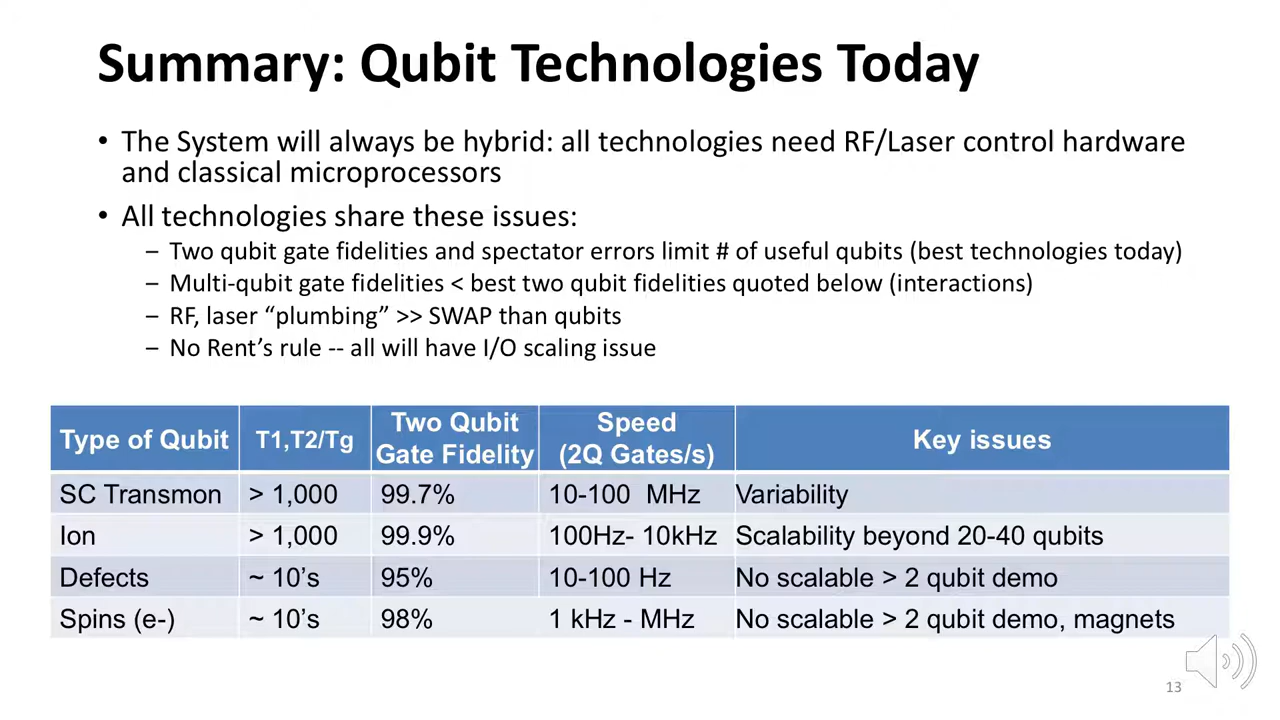 Summary: Qubit Technologies Today
• The System will always be hybrid: all technologies need RF/Laser control hardware
and classical microprocessors
• All technologies share these issues:
– Two qubit gate fidelities and spectator errors limit # of useful qubits (best technologies today)
– Multi-qubit gate fidelities < best two qubit fidelities quoted below (interactions)
– RF, laser “plumbing” >> SWAP than qubits
– No Rent’s rule -- all will have I/O scaling issue
Type of Qubit T1,T2/Tg Two Qubit Gate Fidelity Speed (2Q Gates/s) Key issues
SC Transmon > 1,000 99.7% 10-100 MHz Variability
Ion > 1,000 99.9% 100Hz- 10kHz Scalability beyond 20-40 qubits
Defects ~ 10’s 95% 10-100 Hz No scalable > 2 qubit demo
Spins (e-) ~ 10’s 98% 1 kHz - MHz No scalable > 2 qubit demo, magnets
13